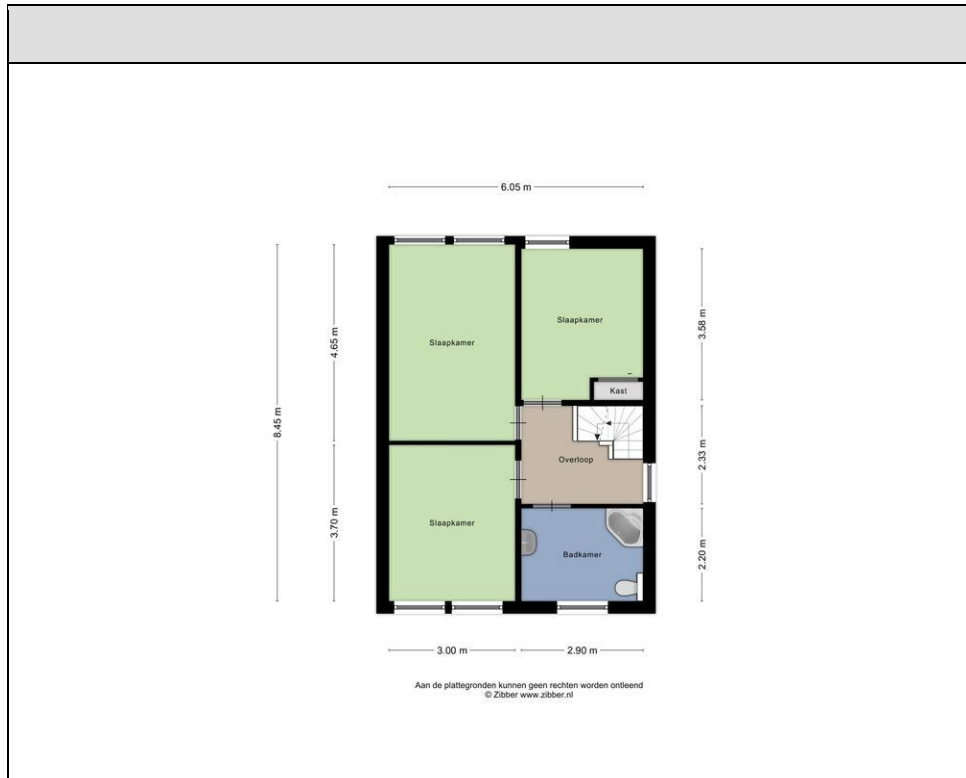 6.05 m
Slaapkamer
Slaapkamer
Kast
Overloop
Slaapkamer
Badkamer
8.45 m
4.65 m
3.70 m
3.58 m
2.33 m
2.20 m
3.00 m
2.90 m
Aan de plattegronden kunnen geen rechten worden ontleend
© Zibber www.zibber.nl